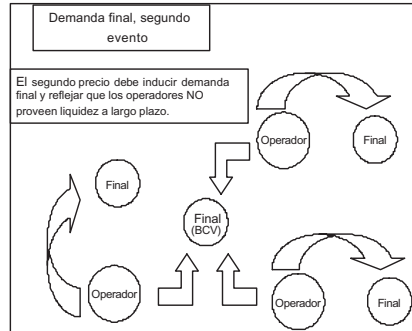 Demanda final, segundo
evento
El segundo precio debe inducir demanda
final y reflejar que los operadores NO
proveen liquidez a largo plazo.
Operador
Final
Final
Final
(BCV)
Operador
Operador
Final